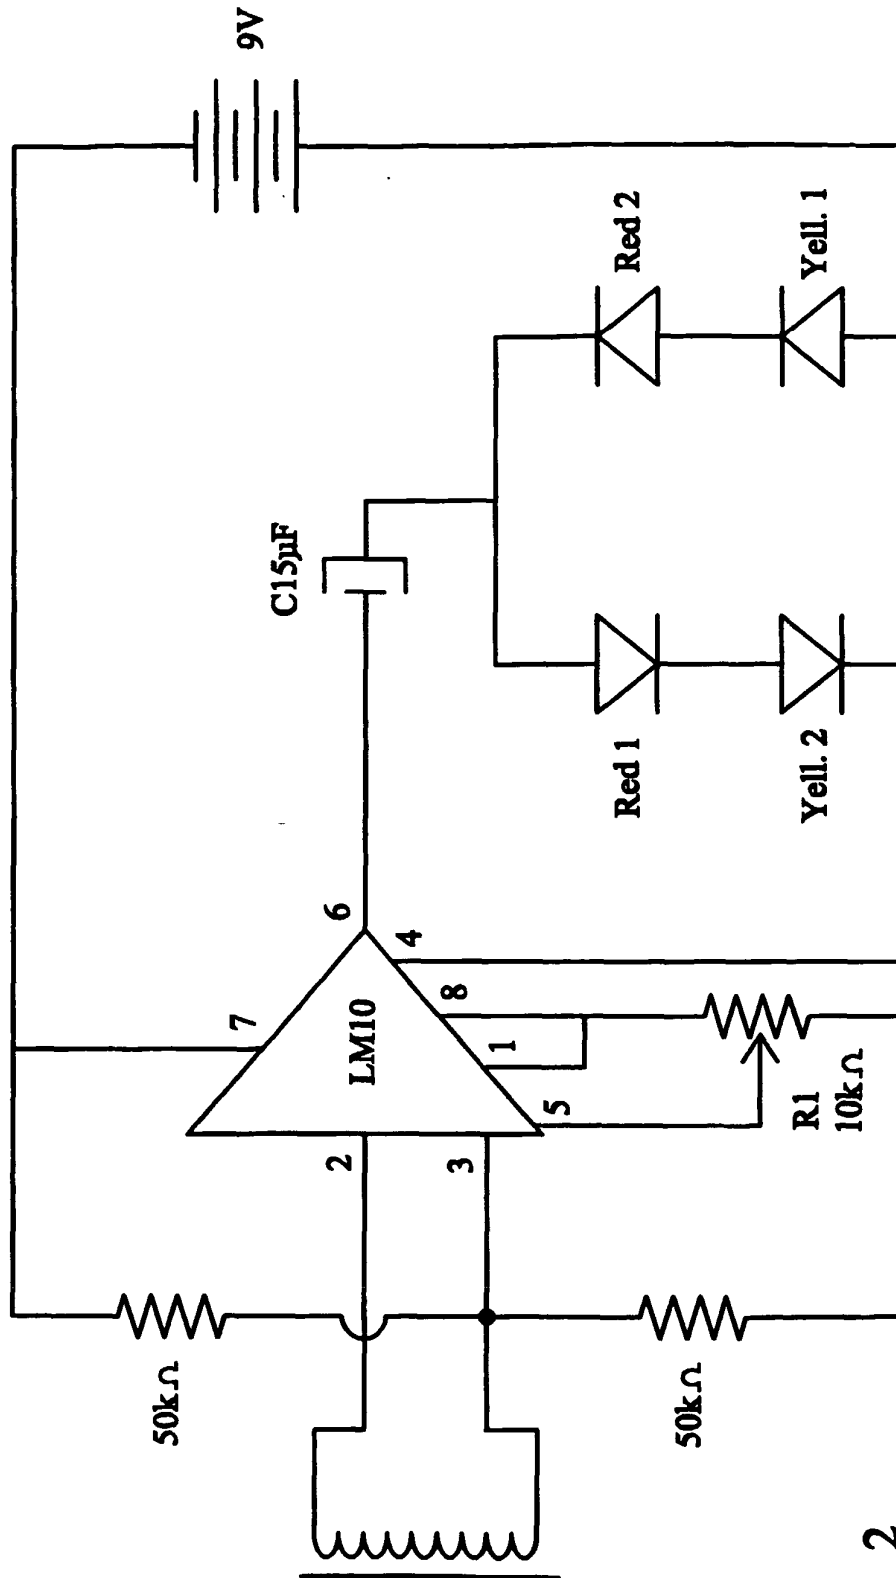 9V
Red 2
Yell. 1
C15µF
Red 1
Yell. 2
6
4
7
8
LM10
1
5
R1
10kΩ
2
3
50kΩ
50kΩ
2